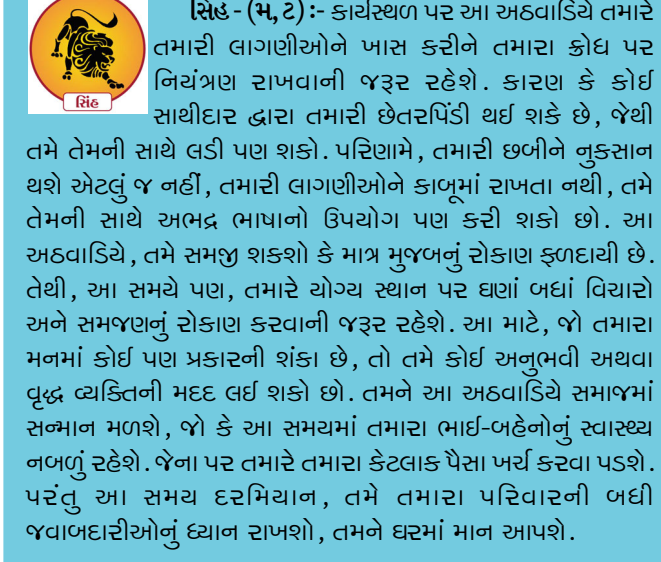 સિંહ
સિંહ - (મ, ટ) :- કાર્યસ્થળ પર આ અઠવાડિયે તમારે
તમારી લાગણીઓને ખાસ કરીને તમારા ક્રોધ પર
નિયંત્રણ રાખવાની જરૂર રહેશે. કારણ કે કોઈ
સાથીદાર દ્વારા તમારી છેતરપિંડી થઈ શકે છે, જેથી
તમે તેમની સાથે લડી પણ શકો. પરિણામે, તમારી છબીને નુકસાન
થશે એટલું જ નહીં, તમારી લાગણીઓને કાબૂમાં રાખતા નથી, તમે
તેમની સાથે અભદ્ર ભાષાનો ઉપયોગ પણ કરી શકો છો. આ
અઠવાડિયે, તમે સમજી શકશો કે માત્ર મુજબનું રોકાણ ફળદાયી છે.
તેથી, આ સમયે પણ, તમારે યોગ્ય સ્થાન પર ઘણાં બધાં વિચારો
અને સમજણનું રોકાણ કરવાની જરૂર રહેશે. આ માટે, જો તમારા
મનમાં કોઈ પણ પ્રકારની શંકા છે, તો તમે કોઈ અનુભવી અથવા
વૃદ્ધ વ્યક્તિની મદદ લઈ શકો છો. તમને આ અઠવાડિયે સમાજમાં
સન્માન મળશે, જો કે આ સમયમાં તમારા ભાઈ-બહેનોનું સ્વાસ્થ્ય
નબળું રહેશે. જેના પર તમારે તમારા કેટલાક પૈસા ખર્ચ કરવા પડશે.
પરંતુ આ સમય દરમિયાન, તમે તમારા પરિવારની બધી
જવાબદારીઓનું ધ્યાન રાખશો, તમને ઘરમાં માન આપશે.